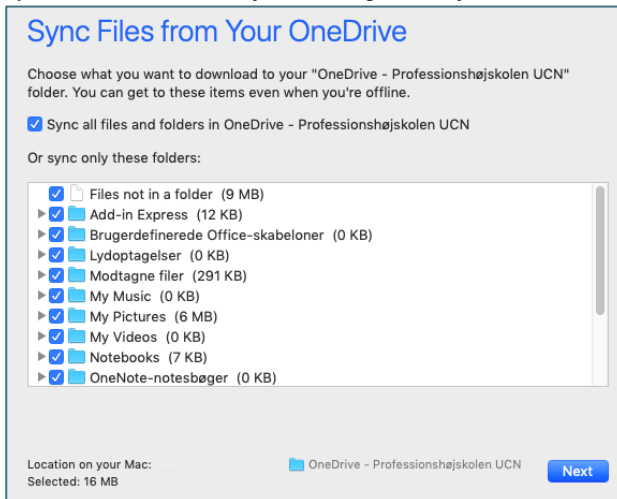 Sync Files from Your OneDrive
Choose what you want to download to your "OneDrive - Professionshøjskolen UCN"
folder. You can get to these items even when you're offline.
Sync all files and folders in OneDrive - Professionshøjskolen UCN
Or sync only these folders:
Files not in a folder (9 MB)
Add-in Express (12 KB)
Brugerdefinerede Office-skabeloner (0 KB)
Lydoptagelser (0 KB)
Modtagne filer (291 KB)
My Music (0 KB)
My Pictures (6 MB)
My Videos (0 KB)
Notebooks (7 KB)
OneNote-notesbøger (0 KB)
Location on your Mac: OneDrive - Professionshøjskolen UCN
Selected: 16 MB
Next